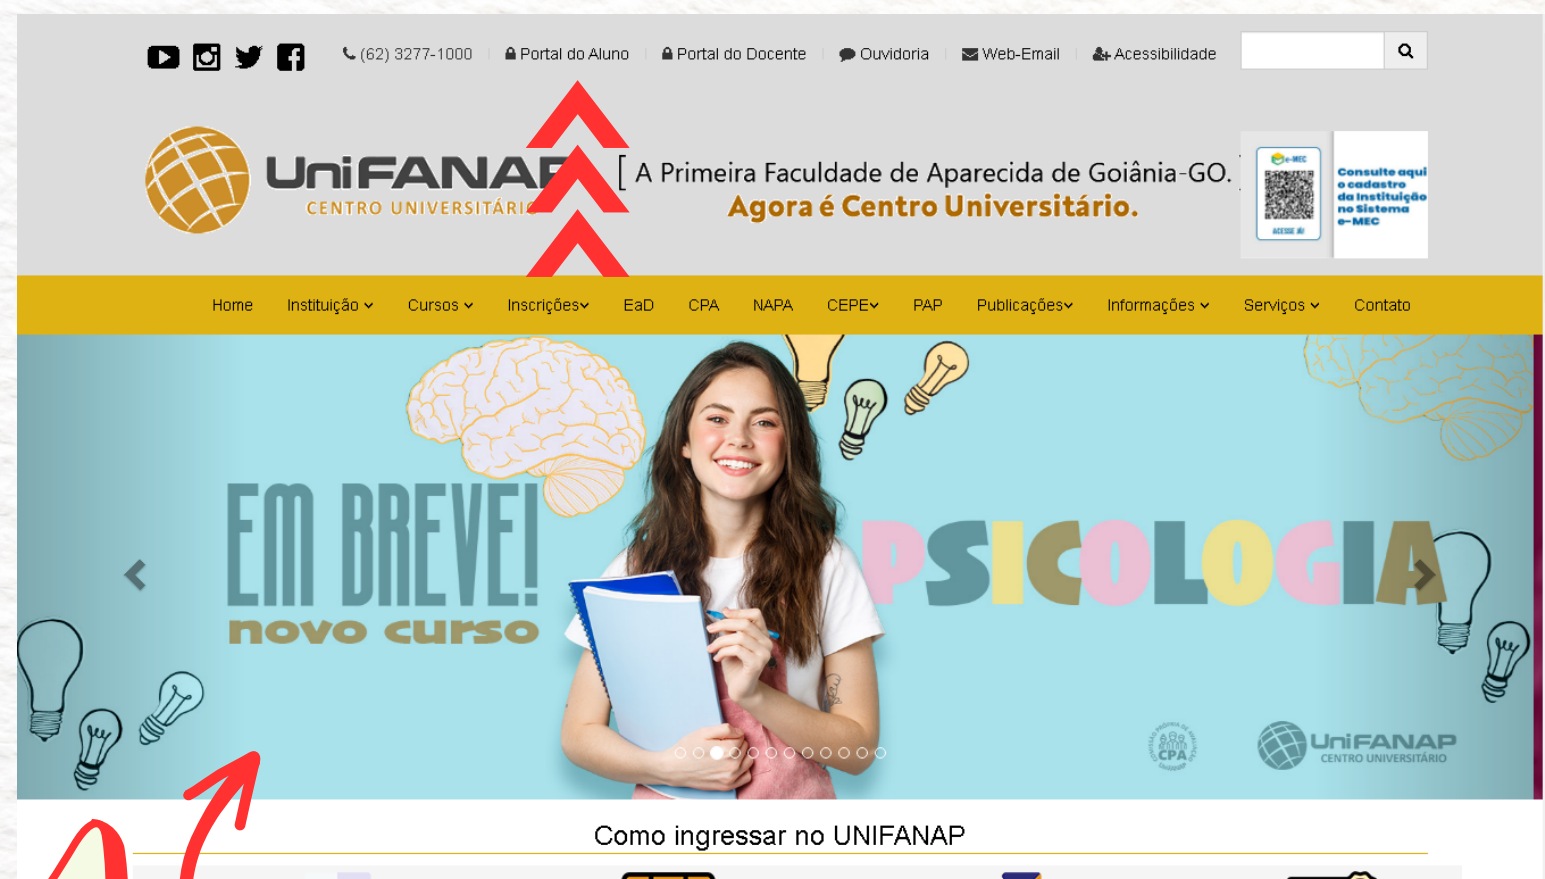 (62) 3277-1000 Portal do Aluno Portal do Docente Ouvidoria Web-Email Acessibilidade
UniFANAP
CENTRO UNIVERSITÁRIO
[ A Primeira Faculdade de Aparecida de Goiânia-GO. ]
Agora é Centro Universitário.
e-MEC
ACESSE JÁ!
Consulte aqui
o cadastro
da Instituição
no Sistema
e-MEC
Home Instituição Cursos Inscrições EaD CPA NAPA CEPE PAP Publicações Informações Serviços Contato
EM BREVE!
novo curso
PSICOLOGIA
CPA
UniFANAP
CENTRO UNIVERSITÁRIO
Como ingressar no UNIFANAP